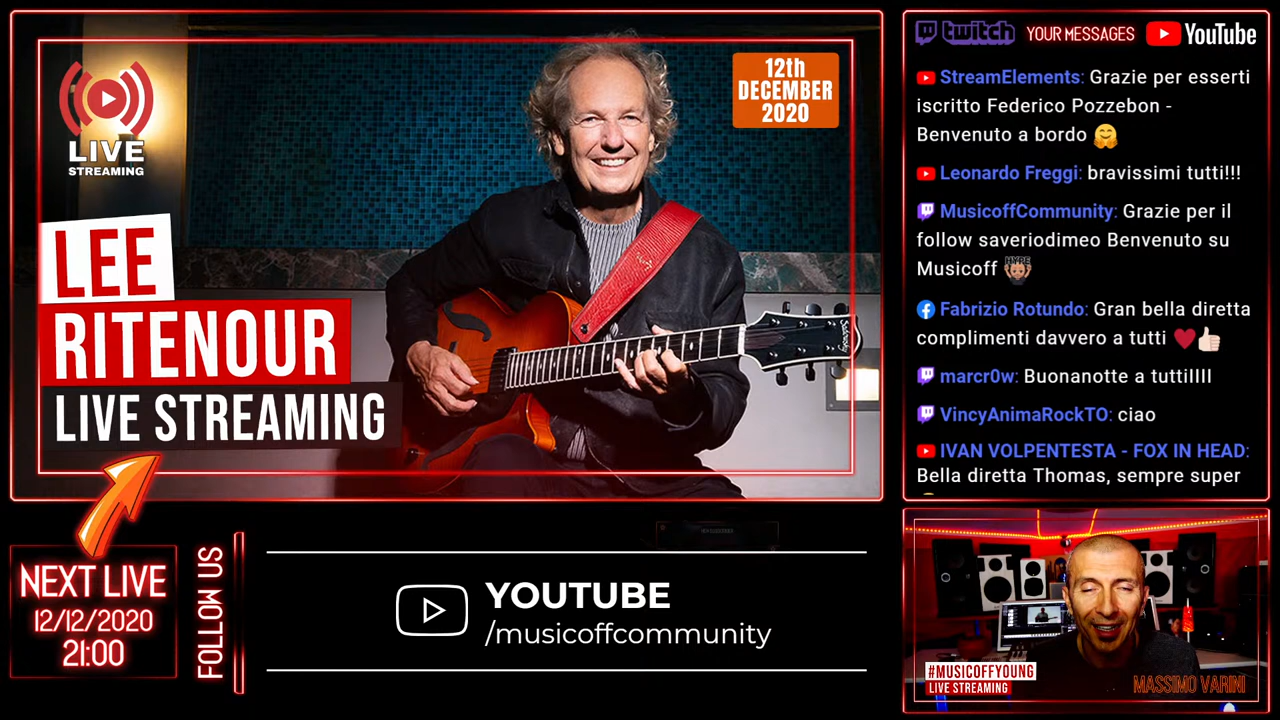 LIVE
STREAMING
12th
DECEMBER
2020
LEE
RITENOUR
LIVE STREAMING
NEXT LIVE
12/12/2020
21:00
FOLLOW US
YOUTUBE
/musicoffcommunity
twitch YOUR MESSAGES YouTube
StreamElements: Grazie per esserti
iscritto Federico Pozzebon -
Benvenuto a bordo 🤗
Leonardo Freggi: bravissimi tutti!!!
MusicoffCommunity: Grazie per il
follow saveriodimeo Benvenuto su
Musicoff
HYPE
Fabrizio Rotundo: Gran bella diretta
complimenti davvero a tutti ♥️👍🏻
marcr0w: Buonanotte a tuttiIIII
VincyAnimaRockTO: ciao
IVAN VOLPENTESTA - FOX IN HEAD:
Bella diretta Thomas, sempre super
#MUSICOFFYOUNG
LIVE STREAMING
MASSIMO VARINI